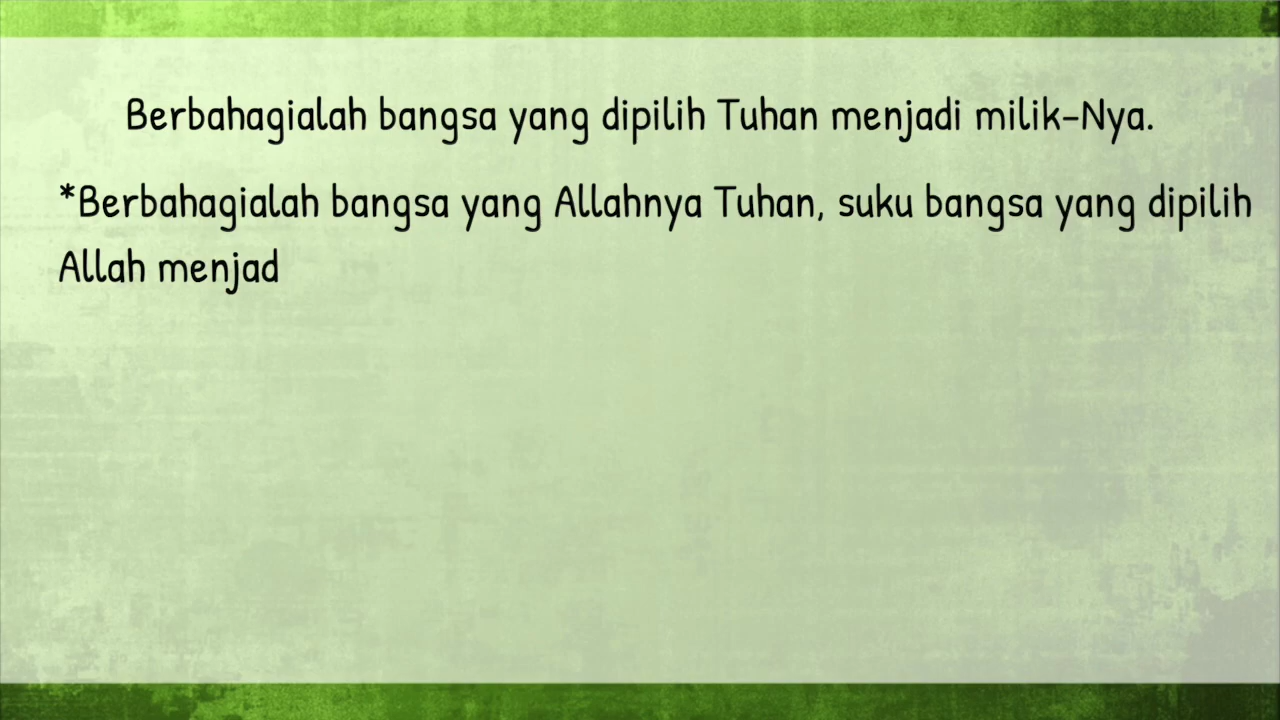 Berbahagialah bangsa yang dipilih Tuhan menjadi milik-Nya.
*Berbahagialah bangsa yang Allahnya Tuhan, suku bangsa yang dipilih
Allah menjad